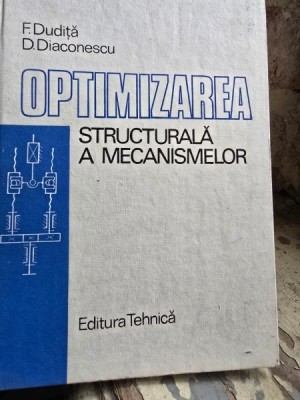 F. Dudiță
D. Diaconescu
OPTIMIZAREA
STRUCTURALĂ
A MECANISMELOR
Editura Tehnică